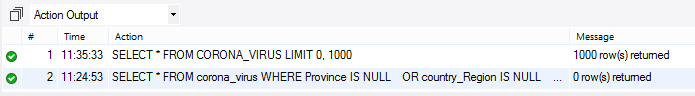 Action Output
# Time Action Message
1 11:35:33 SELECT * FROM CORONA_VIRUS LIMIT 0, 1000 1000 row(s) returned
2 11:24:53 SELECT * FROM corona_virus WHERE Province IS NULL OR country_Region IS NULL ... 0 row(s) returned